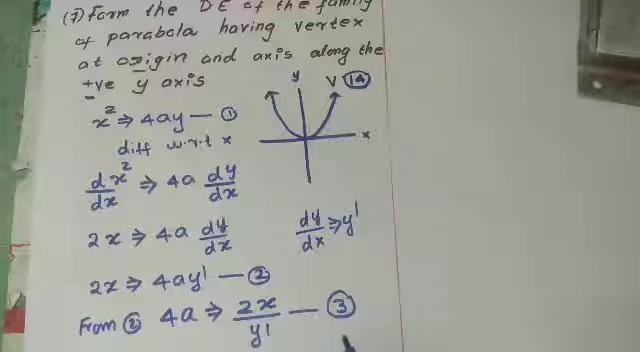 (7) Form the DE of the family
of parabola having vertex
at origin and axis along the
+ve y axis
y V (14)
x² ⇒ 4ay — ①
x
diff w.r.t x
d/dx x² ⇒ 4a dy/dx
2x ⇒ 4a dy/dx dy/dx ⇒ y'
2x ⇒ 4ay' — ②
From ② 4a ⇒ 2x/y' — ③